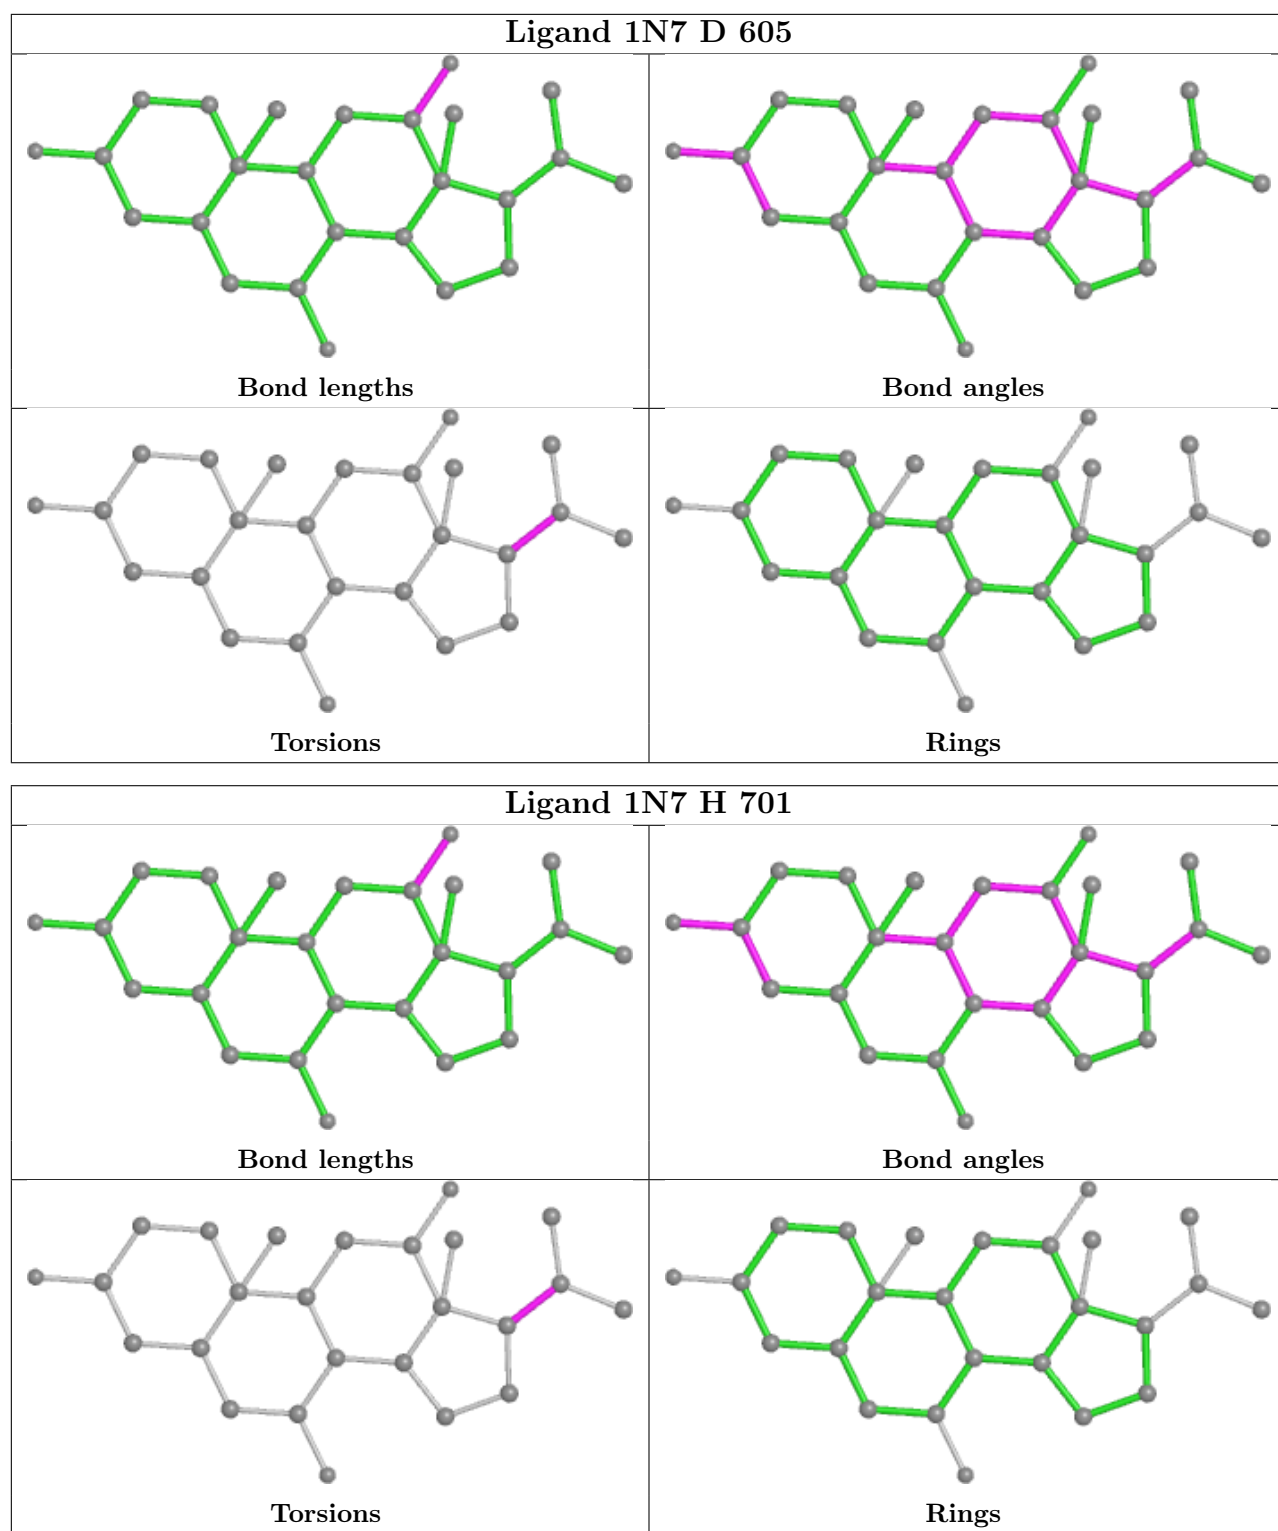 Ligand 1N7 D 605
Bond lengths
Bond angles
Torsions
Rings
Ligand 1N7 H 701
Bond lengths
Bond angles
Torsions
Rings